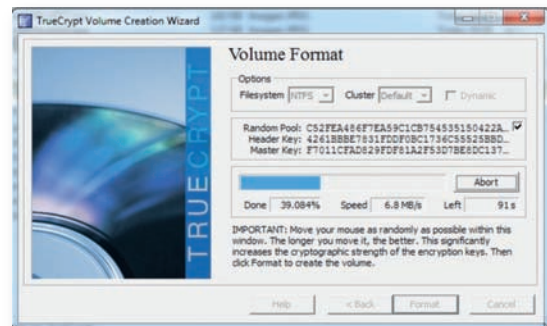 TrueCrypt Volume Creation Wizard
TRUECRYPT
Volume Format
Options
Filesystem NTFS Cluster Default Dynamic
Random Pool: C52FEA486F7EA59C1CB754535150422A...
Header Key: 4261BBBE7831FDDF0BC1736C55525BBD...
Master Key: F7011CFAD829FDF81A2F53D7BE8DC137...
Abort
Done 39.084% Speed 6.8 MB/s Left 91 s
IMPORTANT: Move your mouse as randomly as possible within this
window. The longer you move it, the better. This significantly
increases the cryptographic strength of the encryption keys. Then
click Format to create the volume.
Help < Back Format Cancel